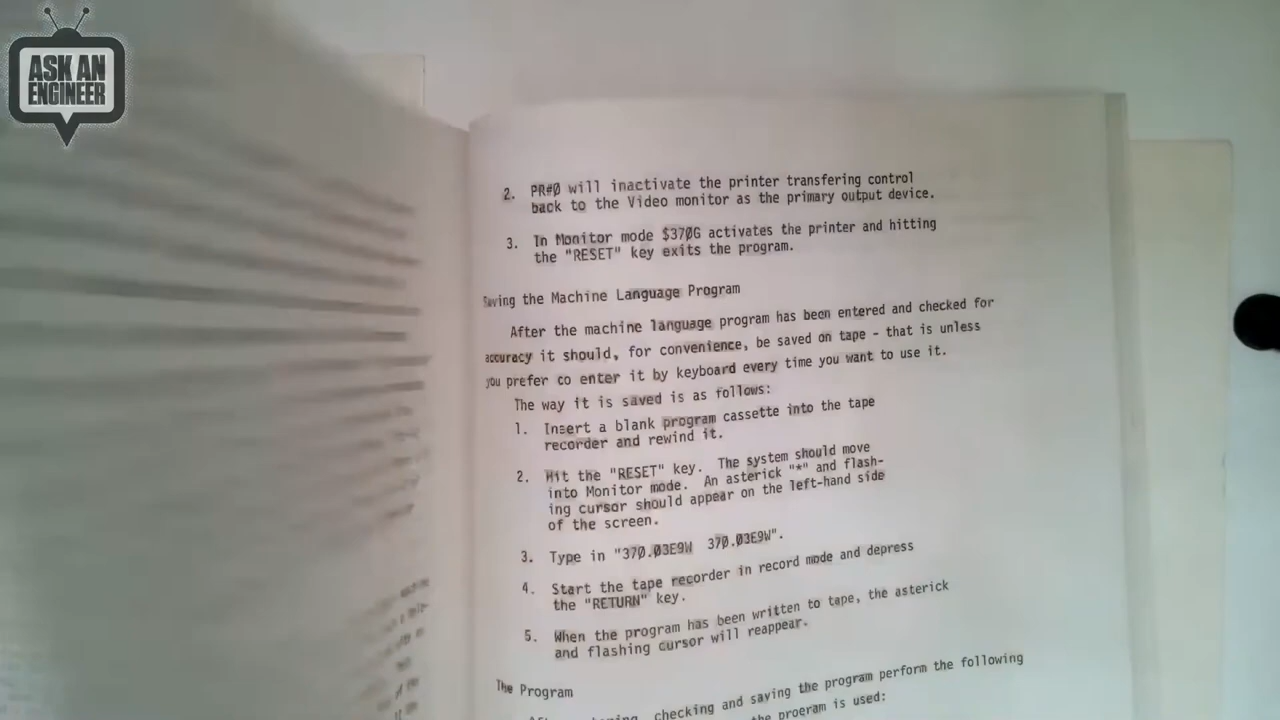 ASK AN
ENGINEER
2. PR#Ø will inactivate the printer transfering control
back to the Video monitor as the primary output device.
3. In Monitor mode $37ØG activates the printer and hitting
the "RESET" key exits the program.
Saving the Machine Language Program
After the machine language program has been entered and checked for
accuracy it should, for convenience, be saved on tape - that is unless
you prefer co enter it by keyboard every time you want to use it.
The way it is saved is as follows:
1. Insert a blank program cassette into the tape
recorder and rewind it.
2. Hit the "RESET" key. The system should move
into Monitor mode. An asterick "*" and flash-
ing cursor should appear on the left-hand side
of the screen.
3. Type in "37Ø.Ø3E9W 37Ø.Ø3E9W".
4. Start the tape recorder in record mode and depress
the "RETURN" key.
5. When the program has been written to tape, the asterick
and flashing cursor will reappear.
The Program
checking and saving the program perform the following
the program is used: